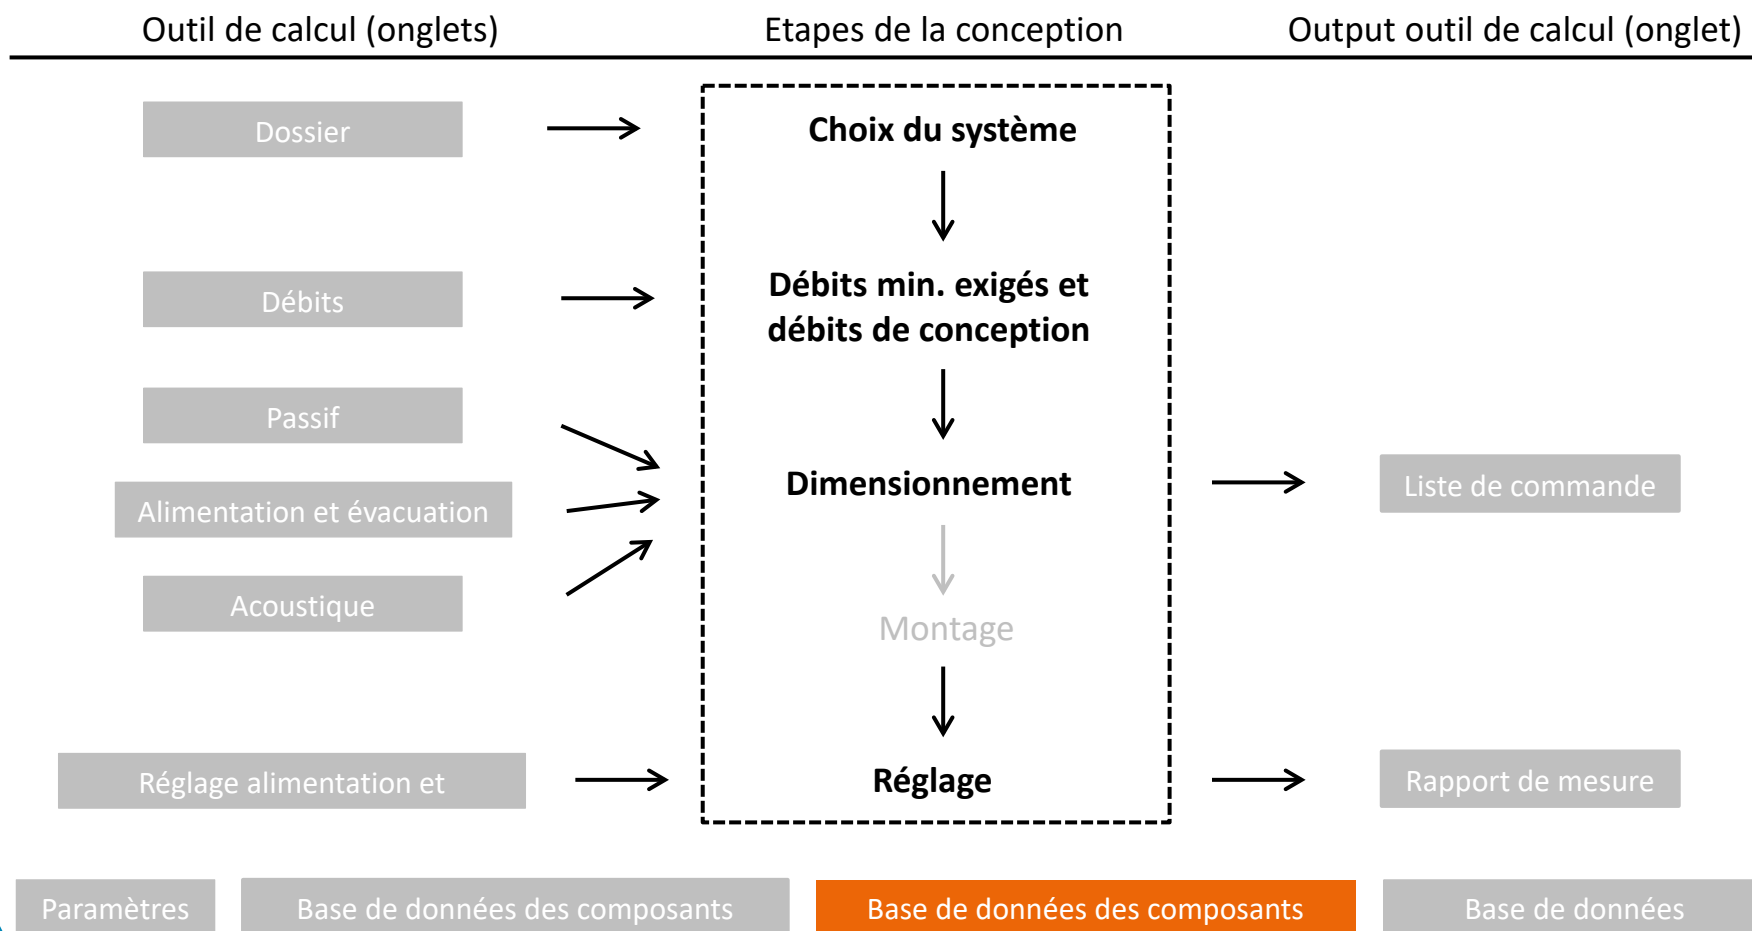 Outil de calcul (onglets)
Etapes de la conception
Output outil de calcul (onglet)
Dossier
Choix du système
Débits
Débits min. exigés et
débits de conception
Passif
Alimentation et évacuation
Dimensionnement
Liste de commande
Acoustique
Montage
Réglage alimentation et
Réglage
Rapport de mesure
Paramètres
Base de données des composants
Base de données des composants
Base de données